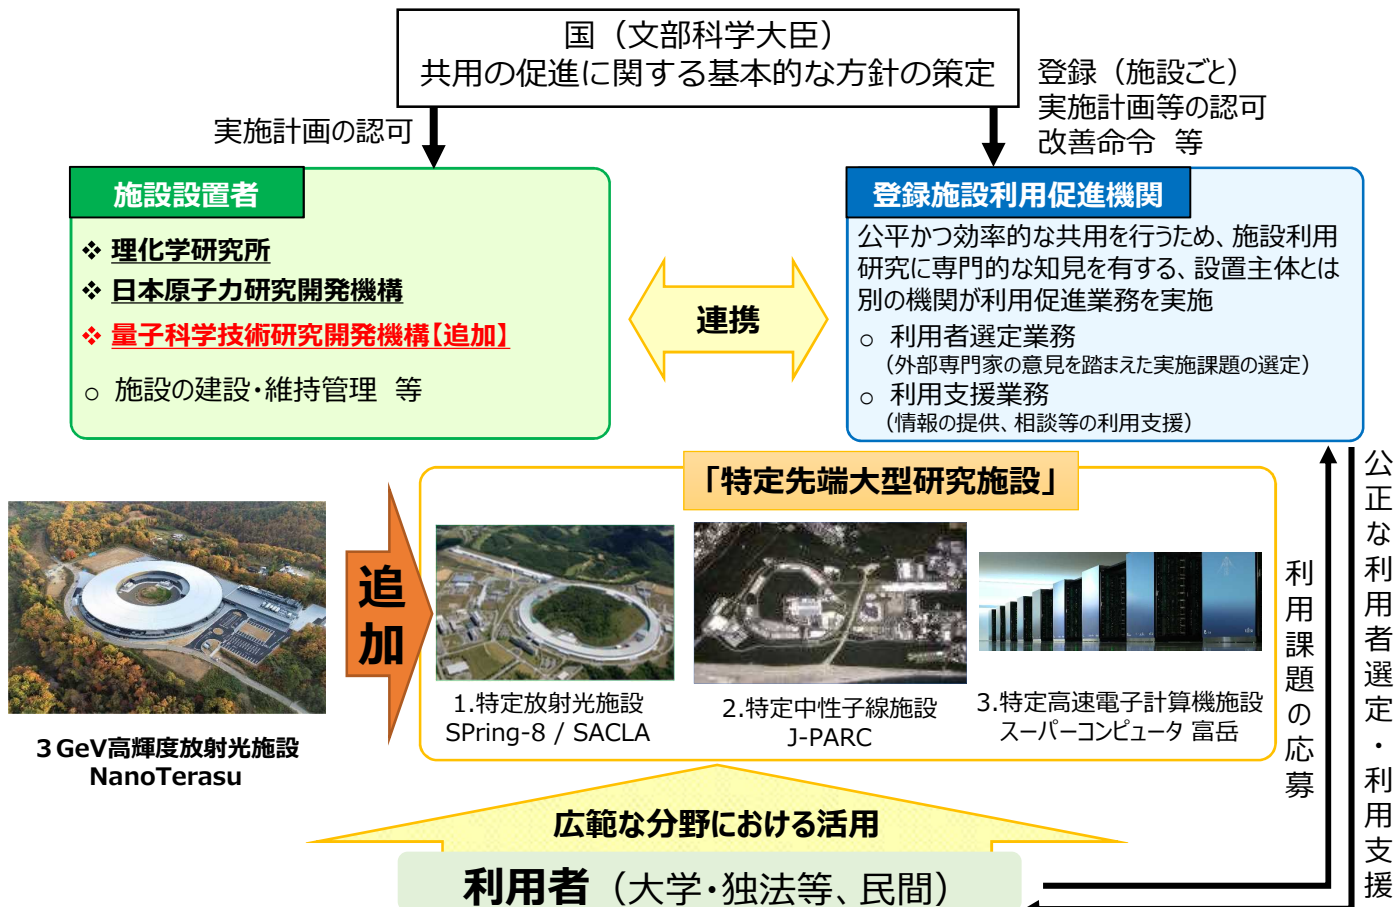 国（文部科学大臣）
共用の促進に関する基本的な方針の策定
実施計画の認可
登録（施設ごと）
実施計画等の認可
改善命令　等
施設設置者
❖ 理化学研究所
❖ 日本原子力研究開発機構
❖ 量子科学技術研究開発機構【追加】
○ 施設の建設・維持管理　等
連携
登録施設利用促進機関
公平かつ効率的な共用を行うため、施設利用
研究に専門的な知見を有する、設置主体とは
別の機関が利用促進業務を実施
○ 利用者選定業務
（外部専門家の意見を踏まえた実施課題の選定）
○ 利用支援業務
（情報の提供、相談等の利用支援）
「特定先端大型研究施設」
追加
3GeV高輝度放射光施設
NanoTerasu
1.特定放射光施設
SPring-8 / SACLA
2.特定中性子線施設
J-PARC
3.特定高速電子計算機施設
スーパーコンピュータ 富岳
利用課題の応募
公正な利用者選定・利用支援
広範な分野における活用
利用者（大学・独法等、民間）